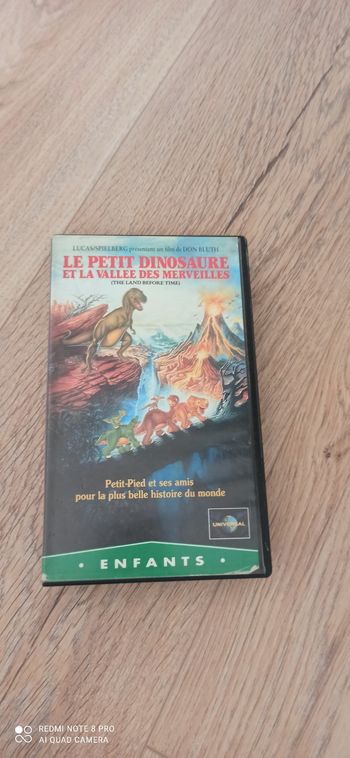 LUCAS/SPIELBERG présentent un film de DON BLUTH
LE PETIT DINOSAURE
ET LA VALLEE DES MERVEILLES
(THE LAND BEFORE TIME)
Petit-Pied et ses amis
pour la plus belle histoire du monde
UNIVERSAL
• ENFANTS •
REDMI NOTE 8 PRO
AI QUAD CAMERA